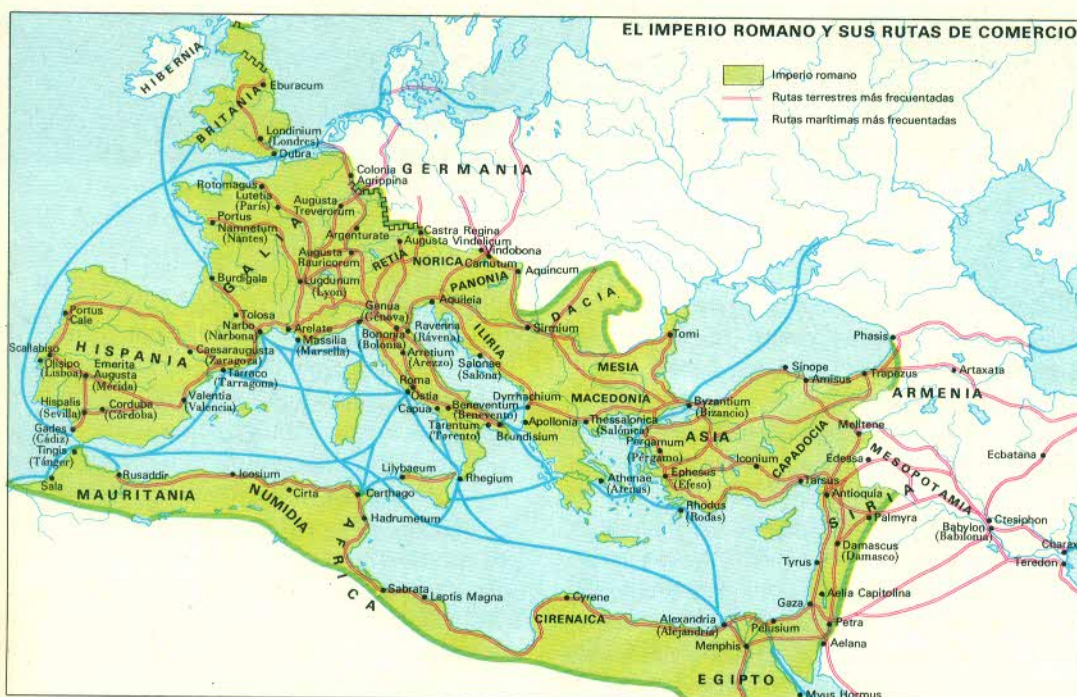 EL IMPERIO ROMANO Y SUS RUTAS DE COMERCIO
Imperio romano
Rutas terrestres más frecuentadas
Rutas marítimas más frecuentadas
HIBERNIA
BRITANIA
Eburacum
Londinium
(Londres)
Dubra
GERMANIA
Colonia
Agrippina
Rotomagus
Lutetia
(París)
Augusta
Treverorum
Portus
Namnetum
(Nantes)
Argenturate
Castra Regina
Augusta Vindelicum
Vindobona
Carnutum
Aquincum
GALIA
Augusta
Rauricorum
RETIA
NORICA
PANONIA
DACIA
Burdigala
Lugdunum
(Lyon)
Aquileia
Genua
(Génova)
Tolosa
Narbo
(Narbona)
Arelate
Massilia
(Marsella)
Bononia
(Bolonia)
Ravenna
(Rávena)
Arretium
(Arezzo)
ILIRIA
Sirmium
Salonae
(Salona)
Tomi
MESIA
Portus
Cale
Scallabiso
HISPANIA
Olisipo
(Lisboa)
Emerita
Augusta
(Mérida)
Caesaraugusta
(Zaragoza)
Tarraco
(Tarragona)
Hispalis
(Sevilla)
Corduba
(Córdoba)
Valentia
(Valencia)
Gades
(Cádiz)
Tingis
(Tánger)
Roma
Ostia
Capua
Beneventum
(Benevento)
Tarentum
(Tarento)
Brundisium
Dyrrhachium
Apollonia
MACEDONIA
Thessalonica
(Salónica)
Byzantium
(Bizancio)
Sinope
Amisus
Trapezus
Phasis
Artaxata
ARMENIA
Pergamum
(Pérgamo)
ASIA
CAPADOCIA
Melitene
Iconium
Ephesus
(Efeso)
Edessa
MESOPOTAMIA
Ecbatana
Athenae
(Atenas)
Tarsus
Antioquía
Rhodus
(Rodas)
SIRIA
Palmyra
Ctesiphon
Babylon
(Babilonia)
Charax
Teredon
Damascus
(Damasco)
Tyrus
Aelia Capitolina
Gaza
Petra
Aelana
Sala
Rusaddir
Icosium
MAURITANIA
NUMIDIA
Cirta
Lilybaeum
Rhegium
Carthago
Hadrumetum
AFRICA
Sabrata
Leptis Magna
Cyrene
CIRENAICA
Alexandria
(Alejandría)
Pelusium
Menphis
EGIPTO
Myus Hormus